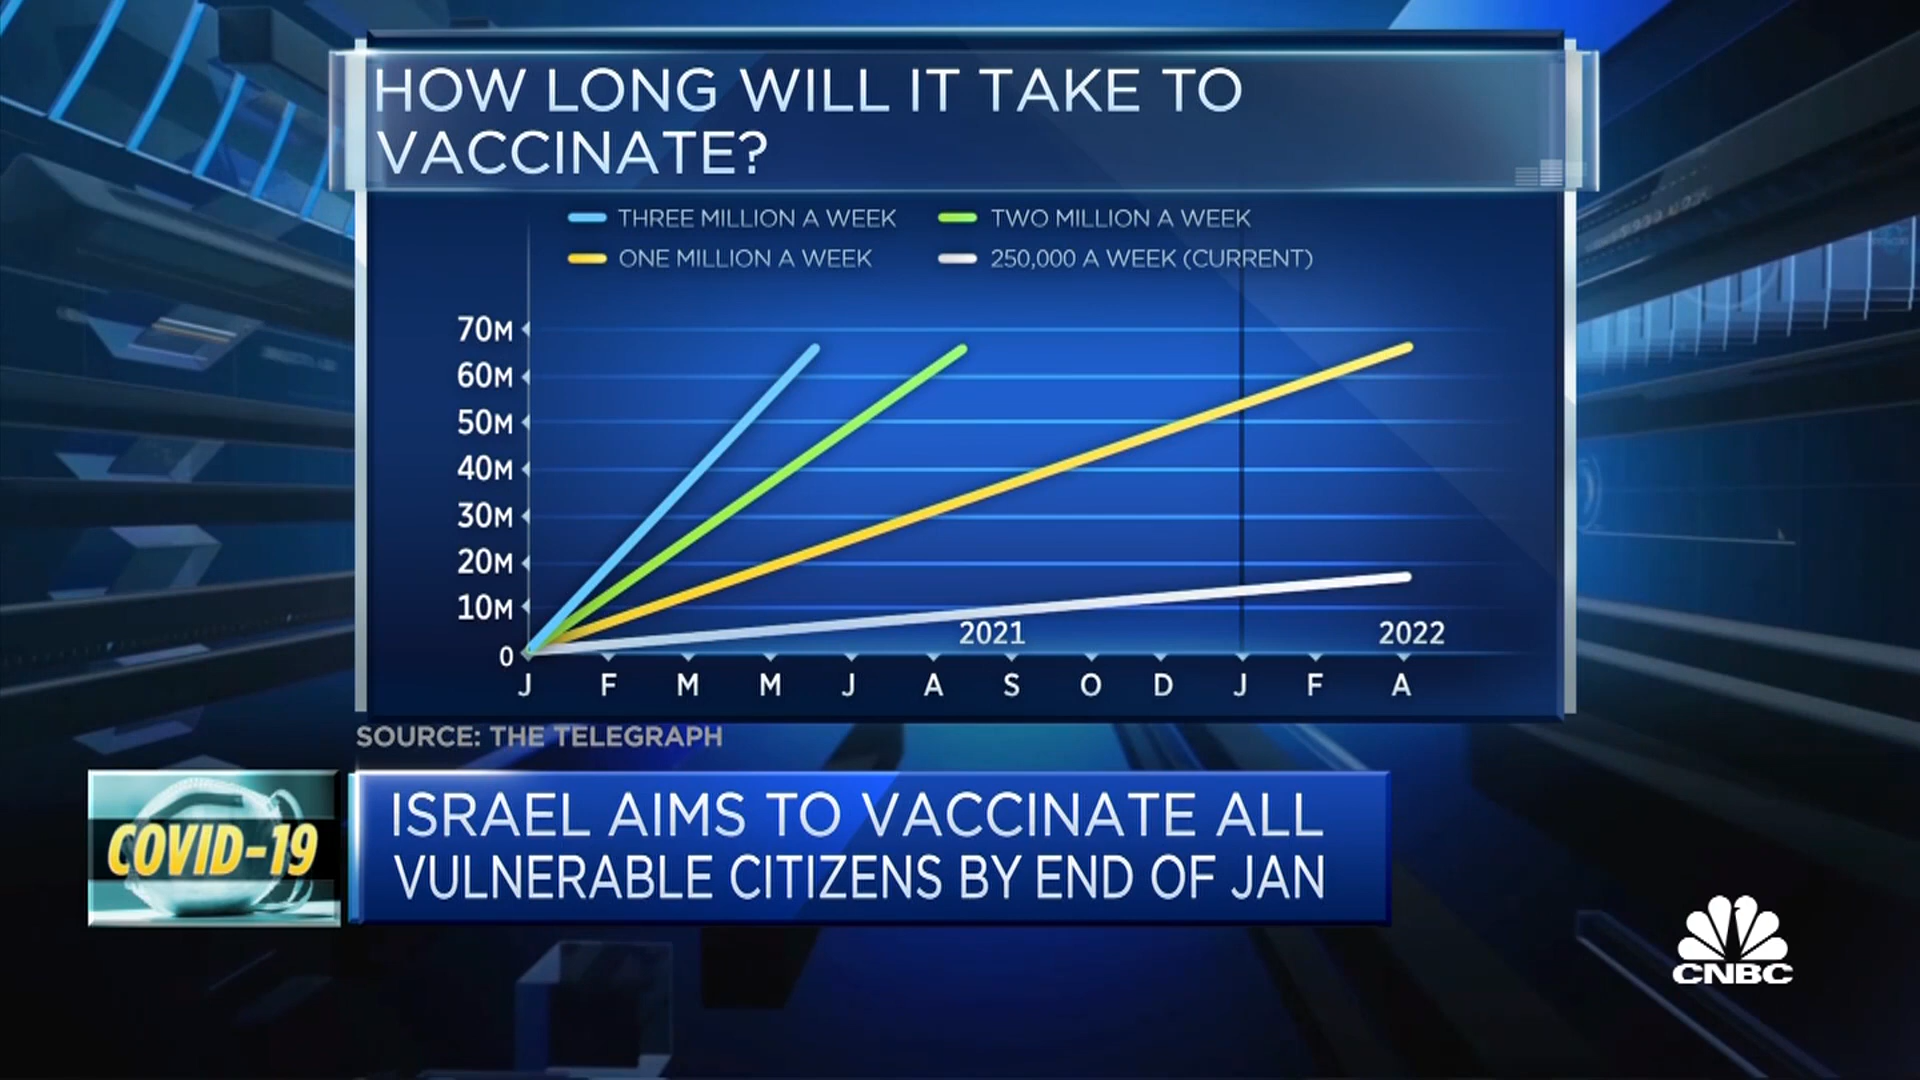 HOW LONG WILL IT TAKE TO
VACCINATE?
THREE MILLION A WEEK
TWO MILLION A WEEK
ONE MILLION A WEEK
250,000 A WEEK (CURRENT)
70M
60M
50M
40M
30M
20M
10M
0
2021
2022
J F M M J A S O D J F A
SOURCE: THE TELEGRAPH
COVID-19
ISRAEL AIMS TO VACCINATE ALL
VULNERABLE CITIZENS BY END OF JAN
CNBC